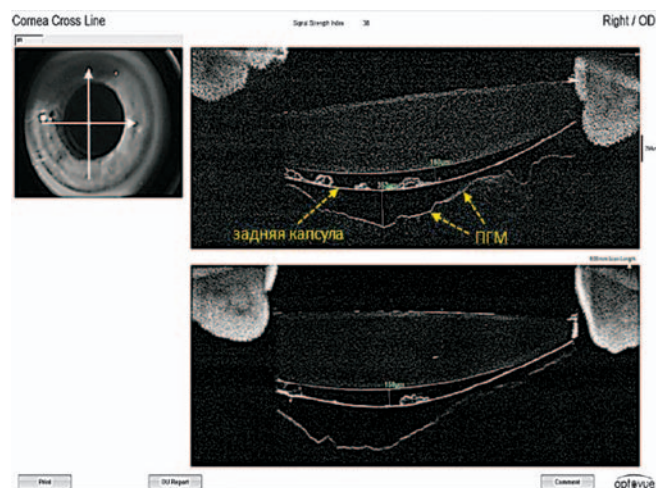 Cornea Cross Line
Signal Strength Index 38
Right / OD
задняя капсула
ПГМ
Print
OU Report
Comment
optovue